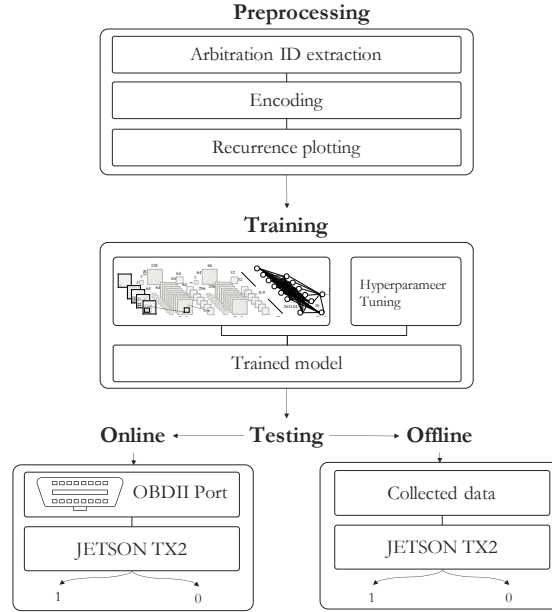 Preprocessing
Arbitration ID extraction
Encoding
Recurrence plotting
Training
Hyperparameer
Tuning
Trained model
Online
Testing
Offline
OBDII Port
Collected data
JETSON TX2
JETSON TX2
1
0
1
0